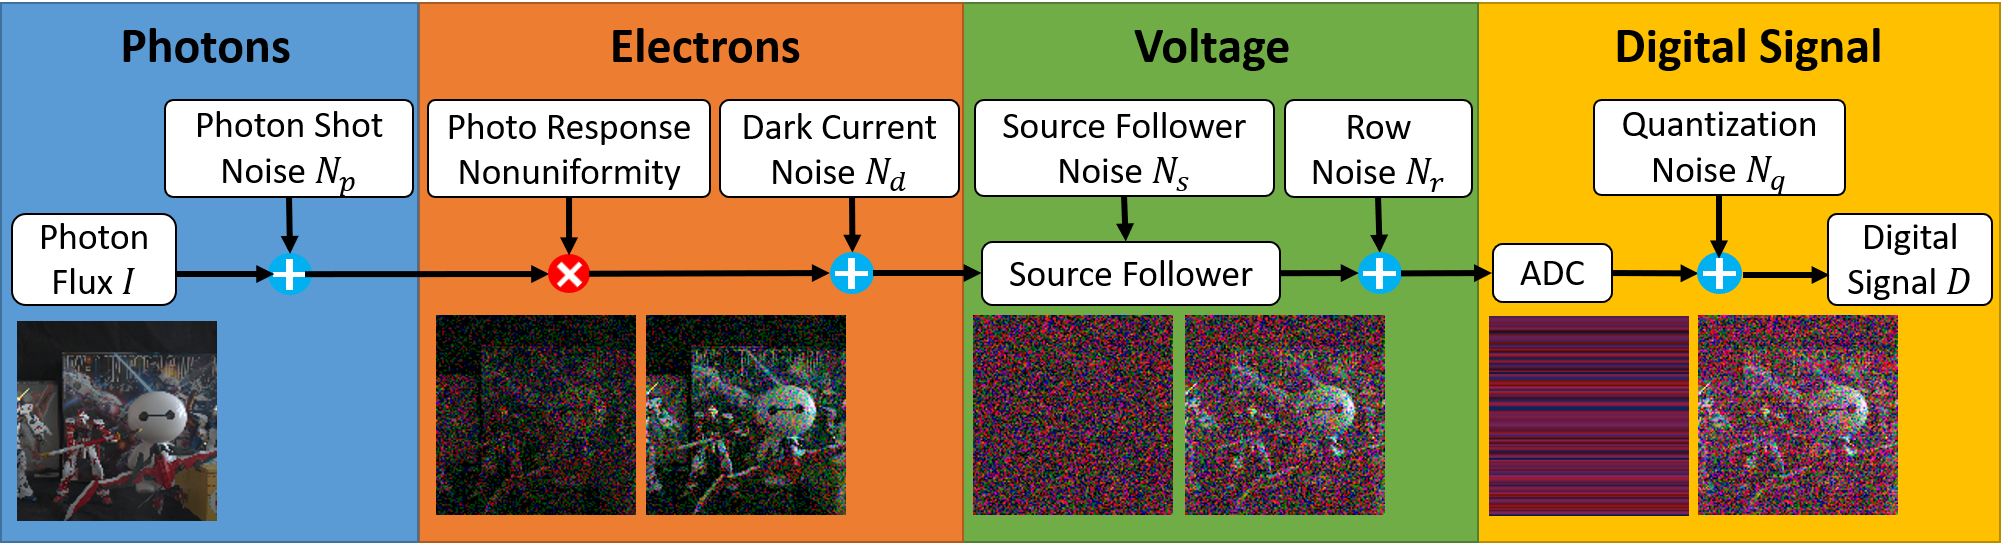 Photons
Electrons
Voltage
Digital Signal
Photon Shot
Noise N_p
Photo Response
Nonuniformity
Dark Current
Noise N_d
Source Follower
Noise N_s
Row
Noise N_r
Quantization
Noise N_q
Photon
Flux I
Source Follower
ADC
Digital
Signal D